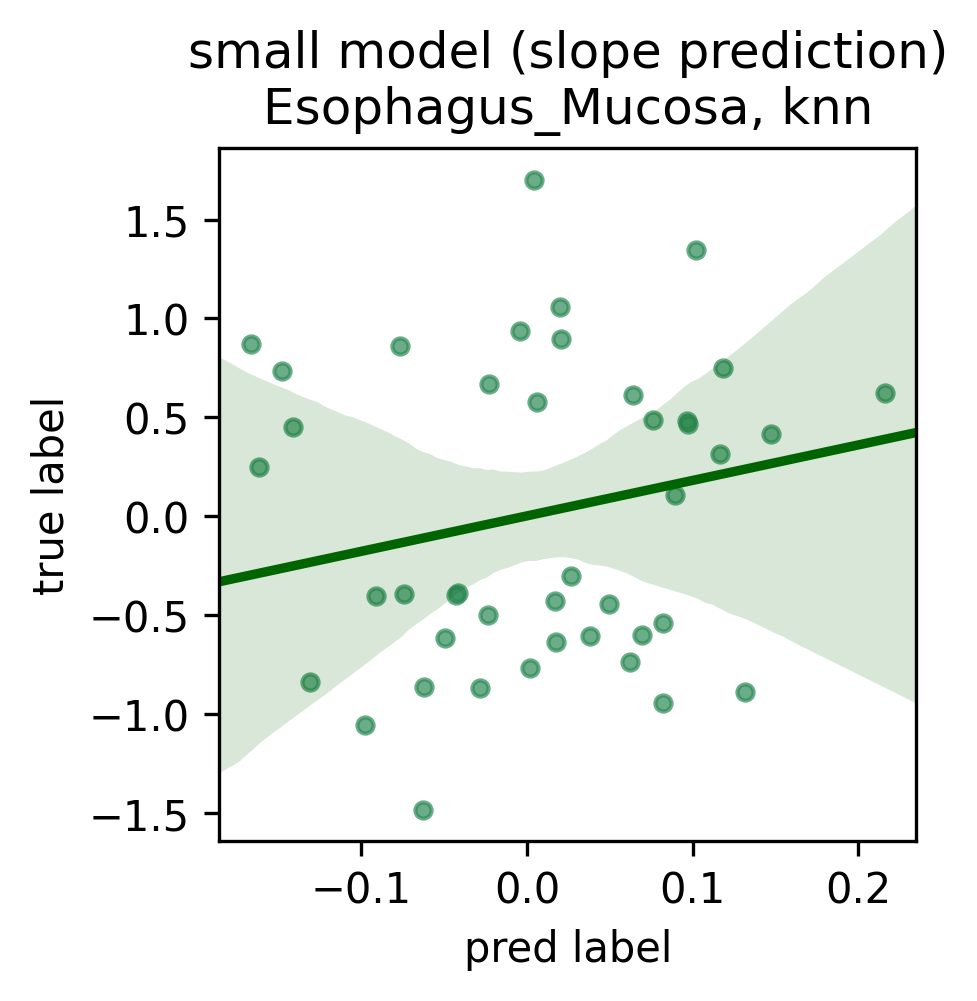 small model (slope prediction)
Esophagus_Mucosa, knn
1.5
1.0
0.5
0.0
−0.5
−1.0
−1.5
true label
−0.1
0.0
0.1
0.2
pred label